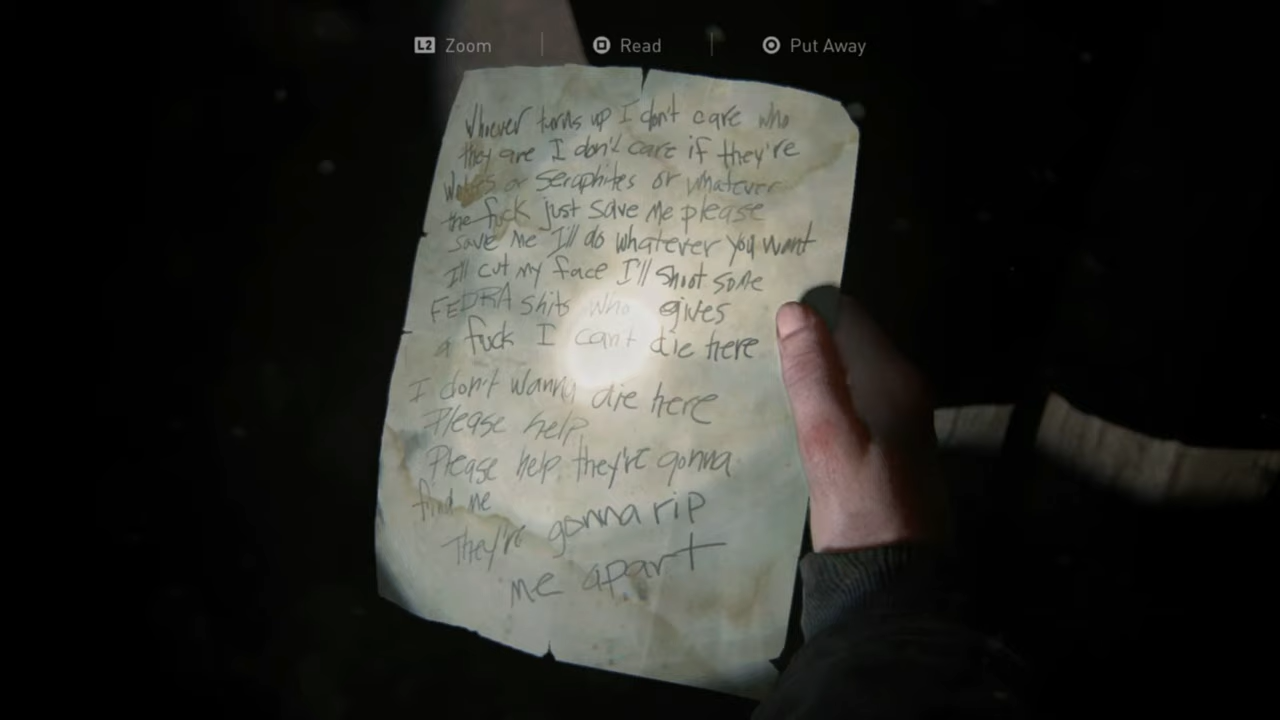 L2 Zoom Read Put Away
Whoever turns up I don't care who
they are I don't care if they're
Wolves or Seraphites or whatever
the fuck just save me please
save me I'll do whatever you want
I'll cut my face I'll shoot some
FEDRA shits who gives
a fuck I can't die here
I don't wanna die here
Please help
Please help they're gonna
find me
They're gonna rip
me apart